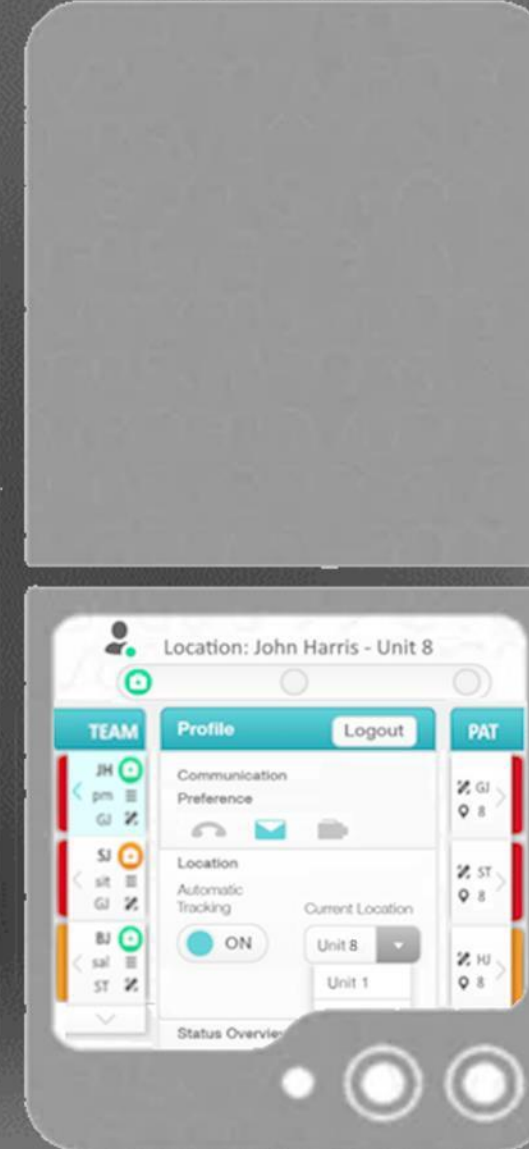 Location: John Harris - Unit 8
TEAM
JH
pm
GJ
SJ
sit
GJ
BJ
sal
ST
Profile
Logout
Communication
Preference
Location
Automatic
Tracking
Current Location
ON
Unit 8
Unit 1
Status Overvie
PAT
GJ
8
ST
8
HJ
8